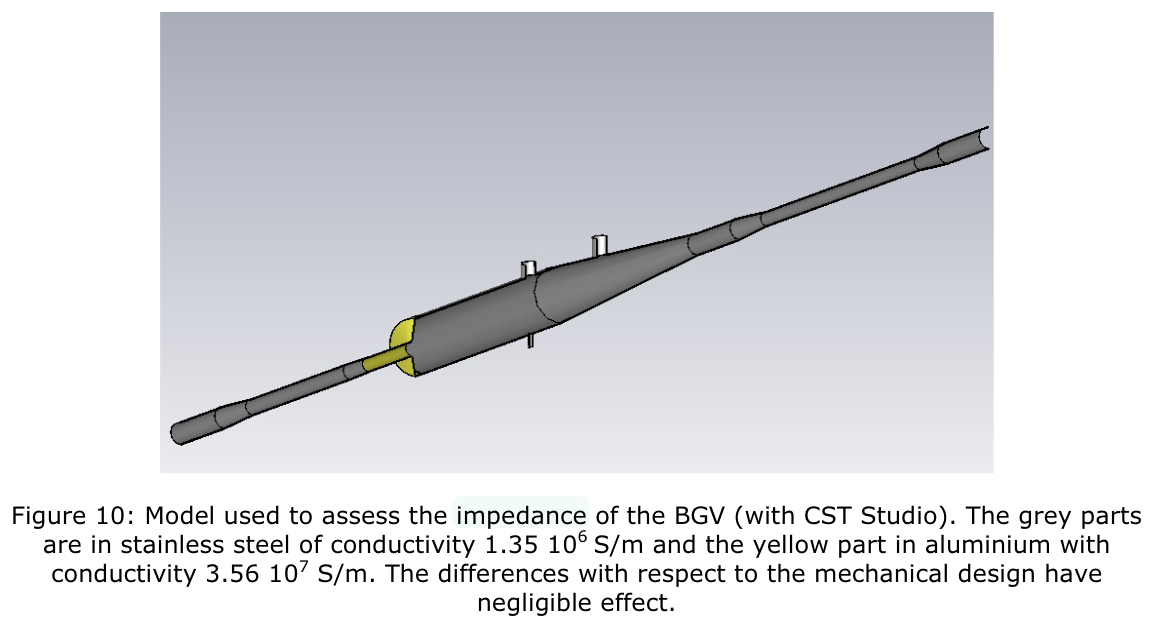 Figure 10: Model used to assess the impedance of the BGV (with CST Studio). The grey parts
are in stainless steel of conductivity 1.35 10⁶ S/m and the yellow part in aluminium with
conductivity 3.56 10⁷ S/m. The differences with respect to the mechanical design have
negligible effect.